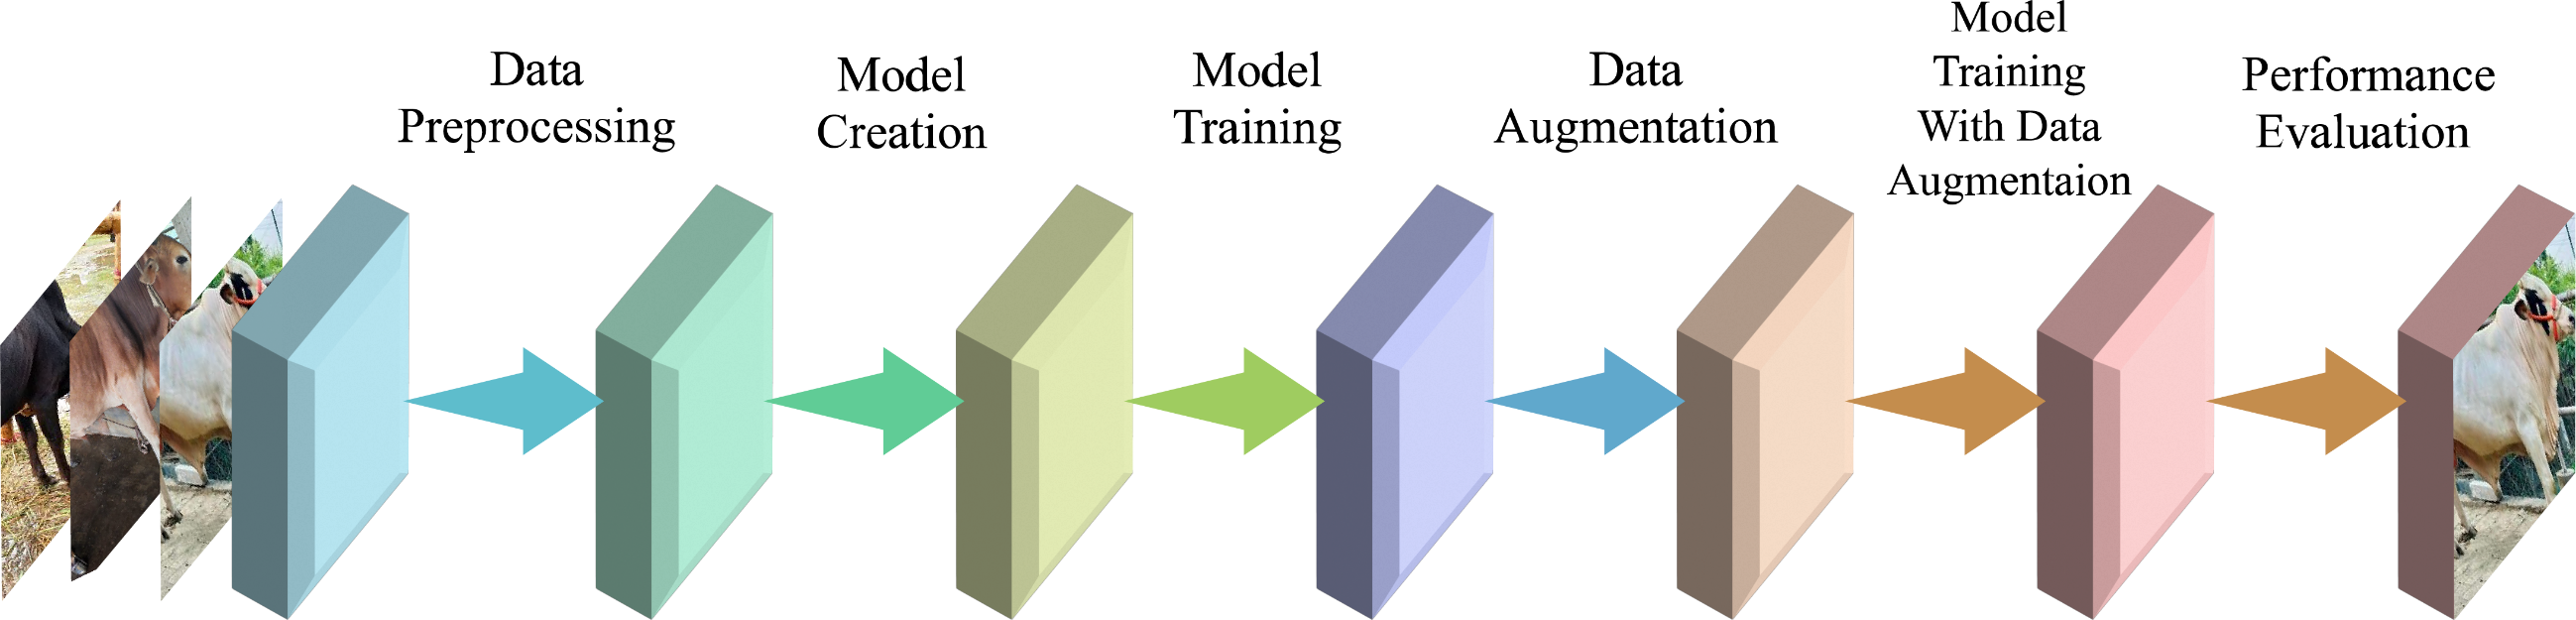 Data
Preprocessing
Model
Creation
Model
Training
Data
Augmentation
Model
Training
With Data
Augmentaion
Performance
Evaluation